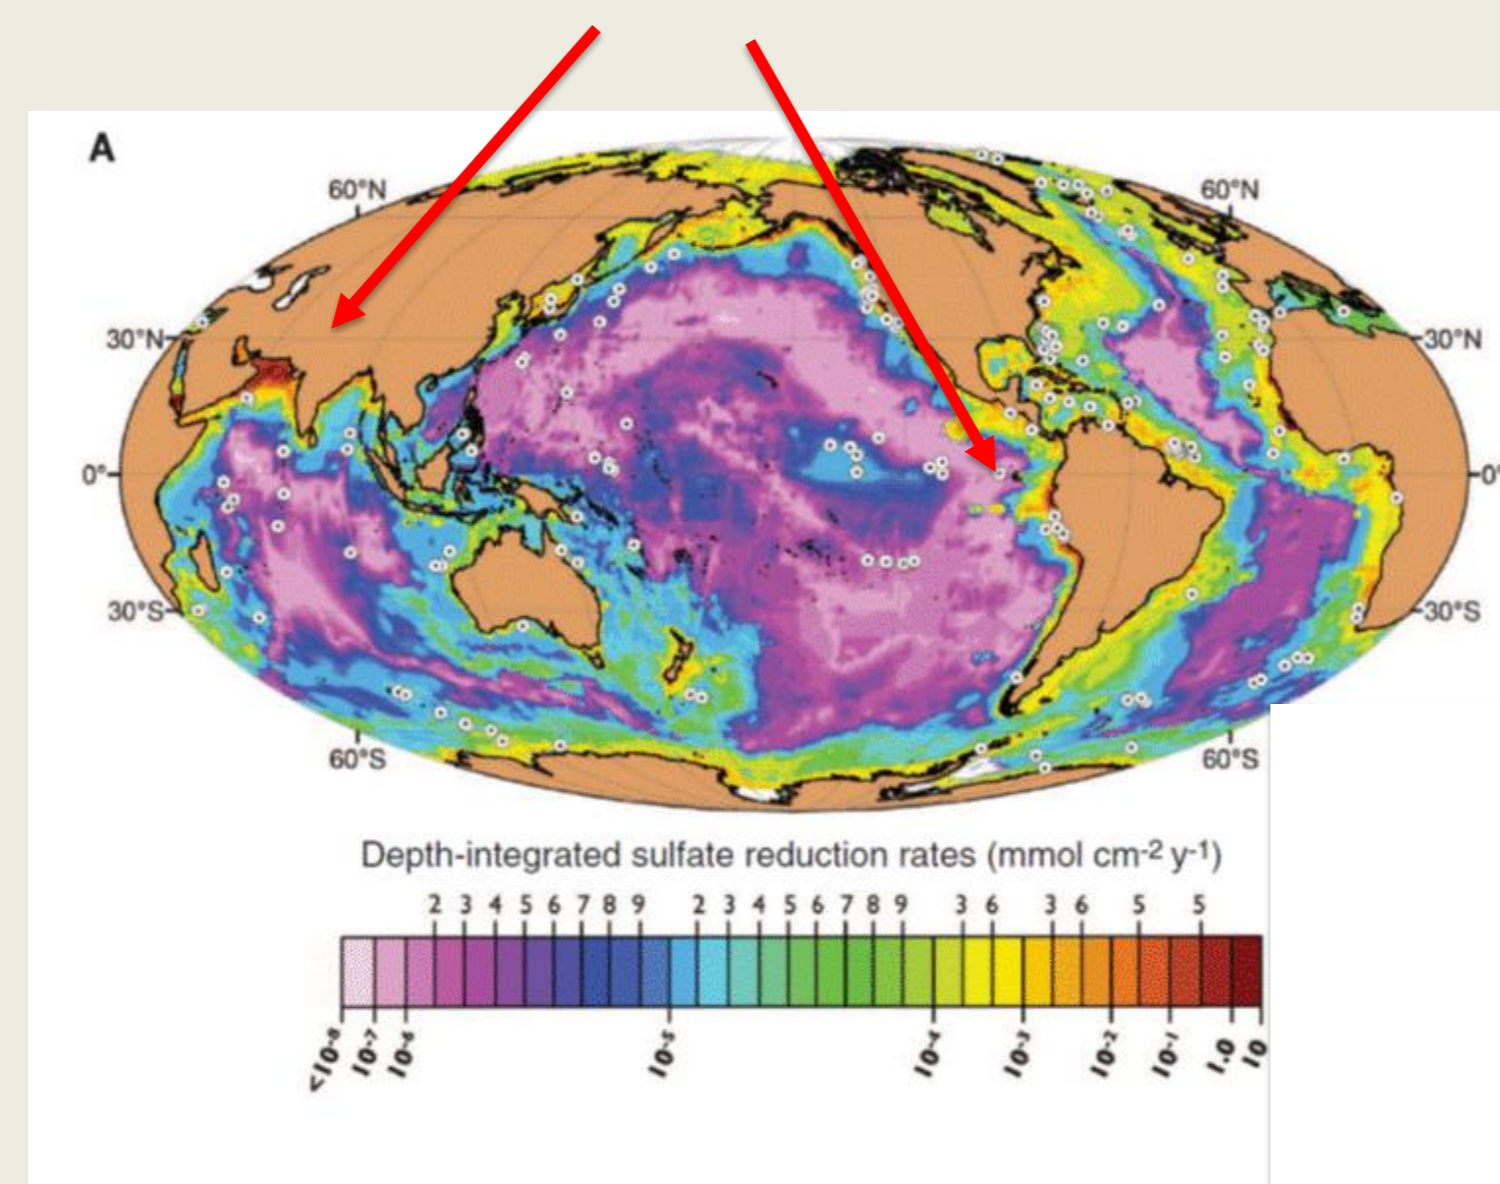 A
60°N 60°N
30°N 30°N
0° 0°
30°S 30°S
60°S 60°S
Depth-integrated sulfate reduction rates (mmol cm-2 y-1)
2 3 4 5 6 7 8 9 2 3 4 5 6 7 8 9 3 6 3 6 5 5
<10-8 10-7 10-6 10-5 10-4 10-3 10-2 10-1 1.0 10